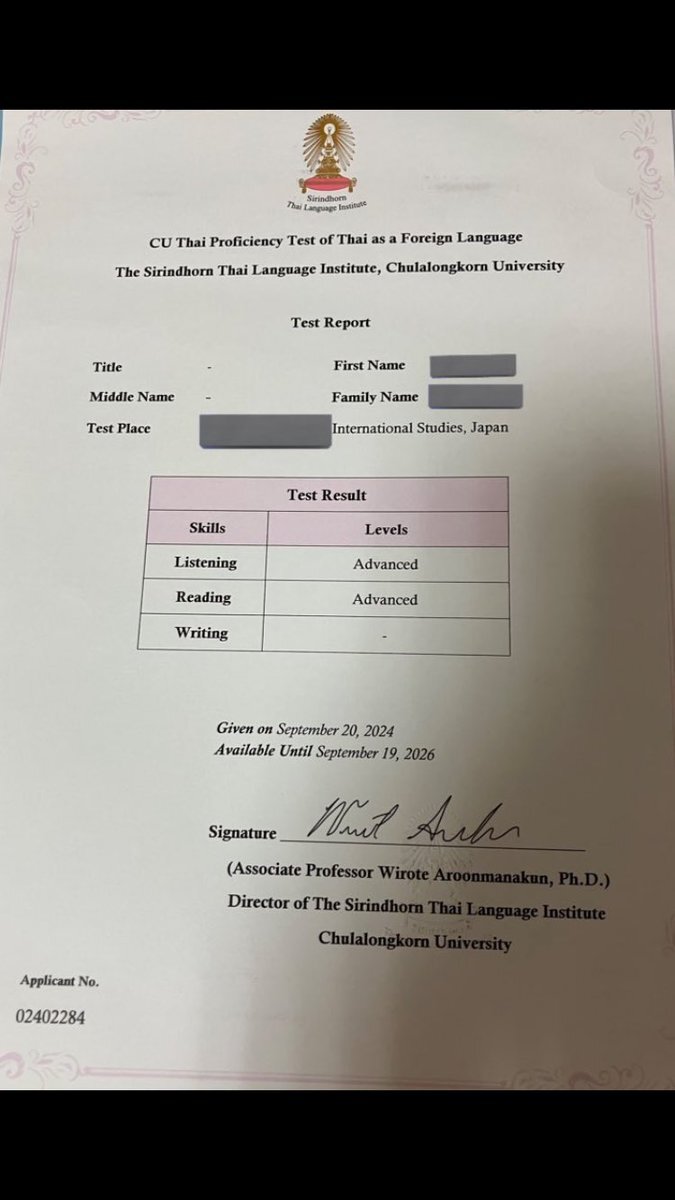 Sirindhorn
Thai Language Institute
CU Thai Proficiency Test of Thai as a Foreign Language
The Sirindhorn Thai Language Institute, Chulalongkorn University
Test Report
Title - First Name
Middle Name - Family Name
Test Place International Studies, Japan
Test Result
Skills Levels
Listening Advanced
Reading Advanced
Writing -
Given on September 20, 2024
Available Until September 19, 2026
Signature
(Associate Professor Wirote Aroonmanakun, Ph.D.)
Director of The Sirindhorn Thai Language Institute
Chulalongkorn University
Applicant No.
02402284